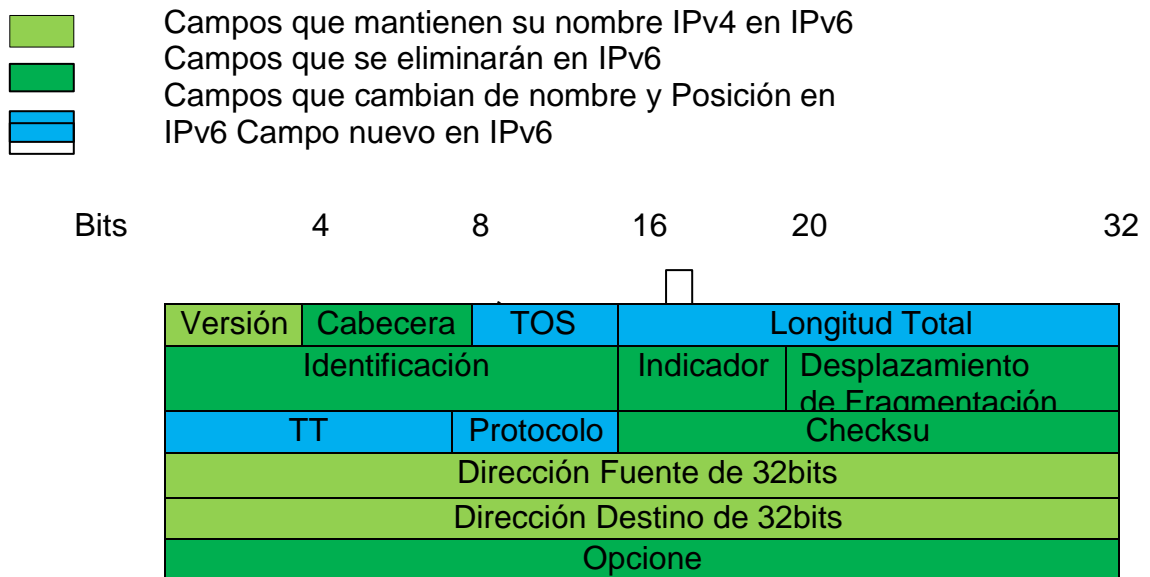 Campos que mantienen su nombre IPv4 en IPv6
Campos que se eliminarán en IPv6
Campos que cambian de nombre y Posición en
IPv6 Campo nuevo en IPv6
Bits 4 8 16 20 32
Versión Cabecera TOS Longitud Total
Identificación Indicador Desplazamiento
de Fragmentación
TT Protocolo Checksu
Dirección Fuente de 32bits
Dirección Destino de 32bits
Opcione